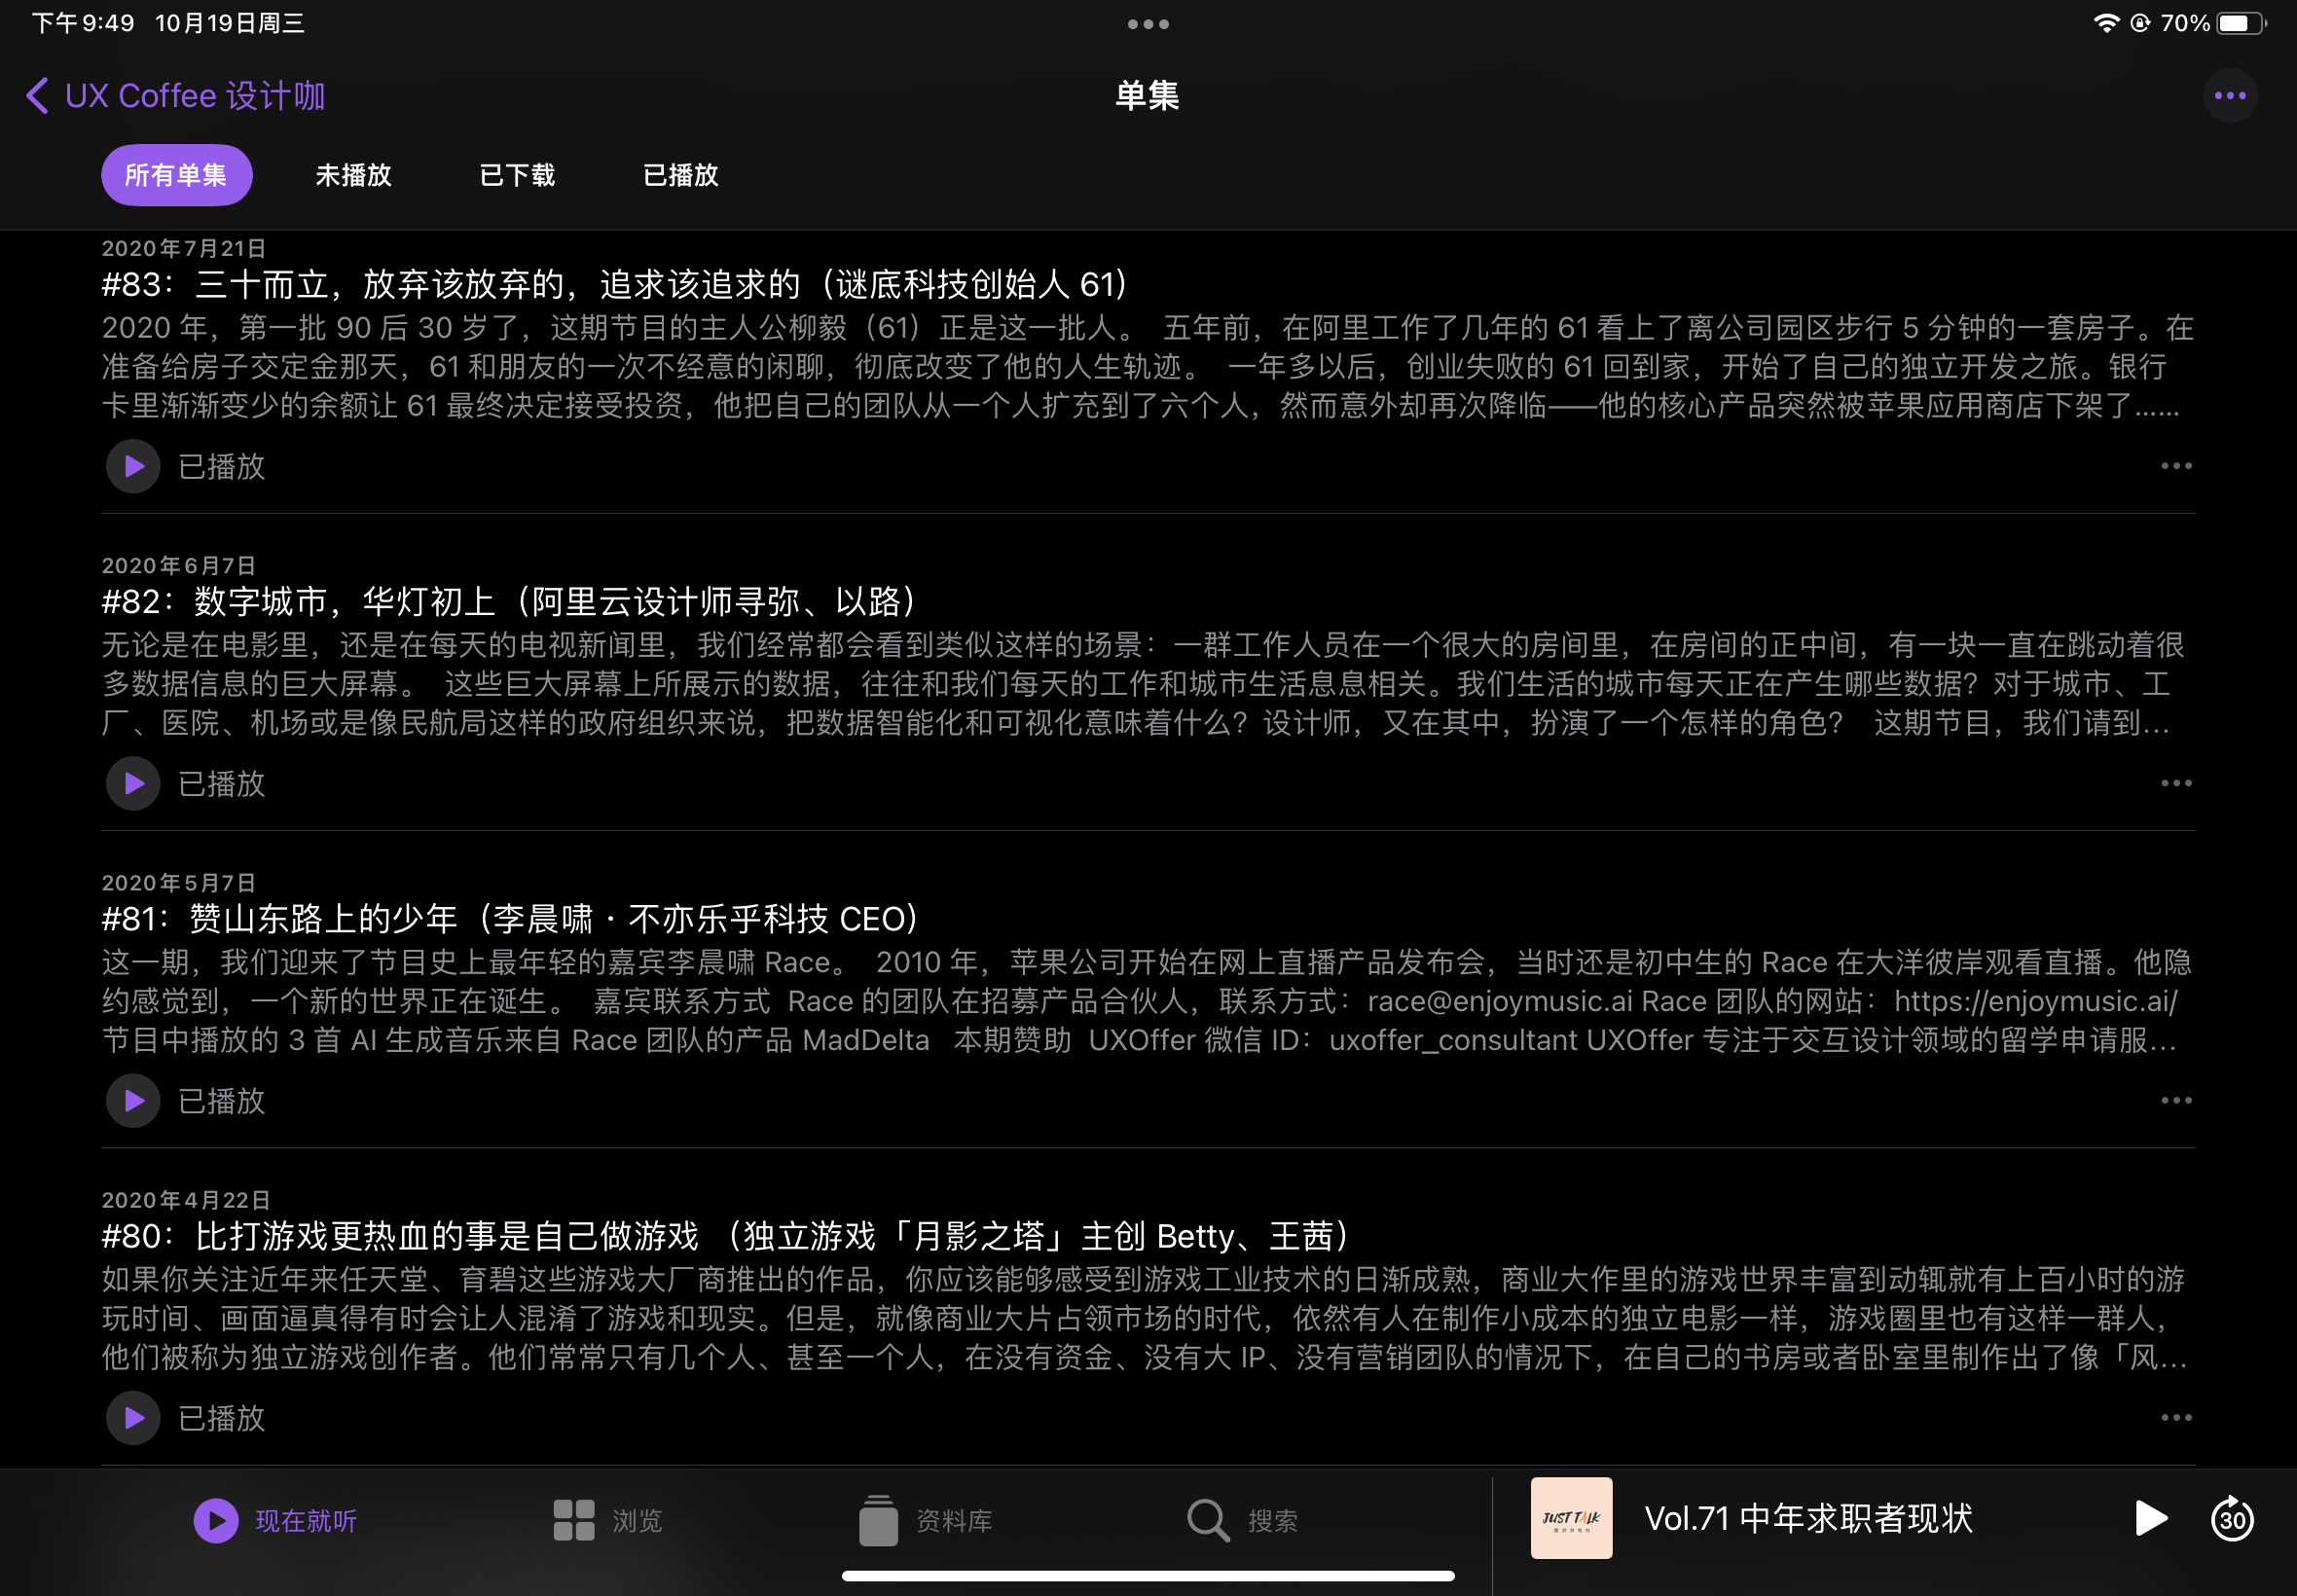 下午9:49 10月19日周三
70%
UX Coffee 设计咖
单集
所有单集 未播放 已下载 已播放
2020年7月21日
#83：三十而立，放弃该放弃的，追求该追求的（谜底科技创始人 61）
2020 年，第一批 90 后 30 岁了，这期节目的主人公柳毅（61）正是这一批人。 五年前，在阿里工作了几年的 61 看上了离公司园区步行 5 分钟的一套房子。在
准备给房子交定金那天，61 和朋友的一次不经意的闲聊，彻底改变了他的人生轨迹。 一年多以后，创业失败的 61 回到家，开始了自己的独立开发之旅。银行
卡里渐渐变少的余额让 61 最终决定接受投资，他把自己的团队从一个人扩充到了六个人，然而意外却再次降临——他的核心产品突然被苹果应用商店下架了……
已播放
2020年6月7日
#82：数字城市，华灯初上（阿里云设计师寻弥、以路）
无论是在电影里，还是在每天的电视新闻里，我们经常都会看到类似这样的场景：一群工作人员在一个很大的房间里，在房间的正中间，有一块一直在跳动着很
多数据信息的巨大屏幕。 这些巨大屏幕上所展示的数据，往往和我们每天的工作和城市生活息息相关。我们生活的城市每天正在产生哪些数据？对于城市、工
厂、医院、机场或是像民航局这样的政府组织来说，把数据智能化和可视化意味着什么？设计师，又在其中，扮演了一个怎样的角色？ 这期节目，我们请到…
已播放
2020年5月7日
#81：赞山东路上的少年（李晨啸 · 不亦乐乎科技 CEO）
这一期，我们迎来了节目史上最年轻的嘉宾李晨啸 Race。 2010 年，苹果公司开始在网上直播产品发布会，当时还是初中生的 Race 在大洋彼岸观看直播。他隐
约感觉到，一个新的世界正在诞生。 嘉宾联系方式 Race 的团队在招募产品合伙人，联系方式：race@enjoymusic.ai Race 团队的网站：https://enjoymusic.ai/
节目中播放的 3 首 AI 生成音乐来自 Race 团队的产品 MadDelta 本期赞助 UXOffer 微信 ID：uxoffer_consultant UXOffer 专注于交互设计领域的留学申请服…
已播放
2020年4月22日
#80：比打游戏更热血的事是自己做游戏 （独立游戏「月影之塔」主创 Betty、王茜）
如果你关注近年来任天堂、育碧这些游戏大厂商推出的作品，你应该能够感受到游戏工业技术的日渐成熟，商业大作里的游戏世界丰富到动辄就有上百小时的游
玩时间、画面逼真得有时会让人混淆了游戏和现实。但是，就像商业大片占领市场的时代，依然有人在制作小成本的独立电影一样，游戏圈里也有这样一群人，
他们被称为独立游戏创作者。他们常常只有几个人、甚至一个人，在没有资金、没有大 IP、没有营销团队的情况下，在自己的书房或者卧室里制作出了像「风…
已播放
现在就听 浏览 资料库 搜索
JUST TALK
Vol.71 中年求职者现状
30